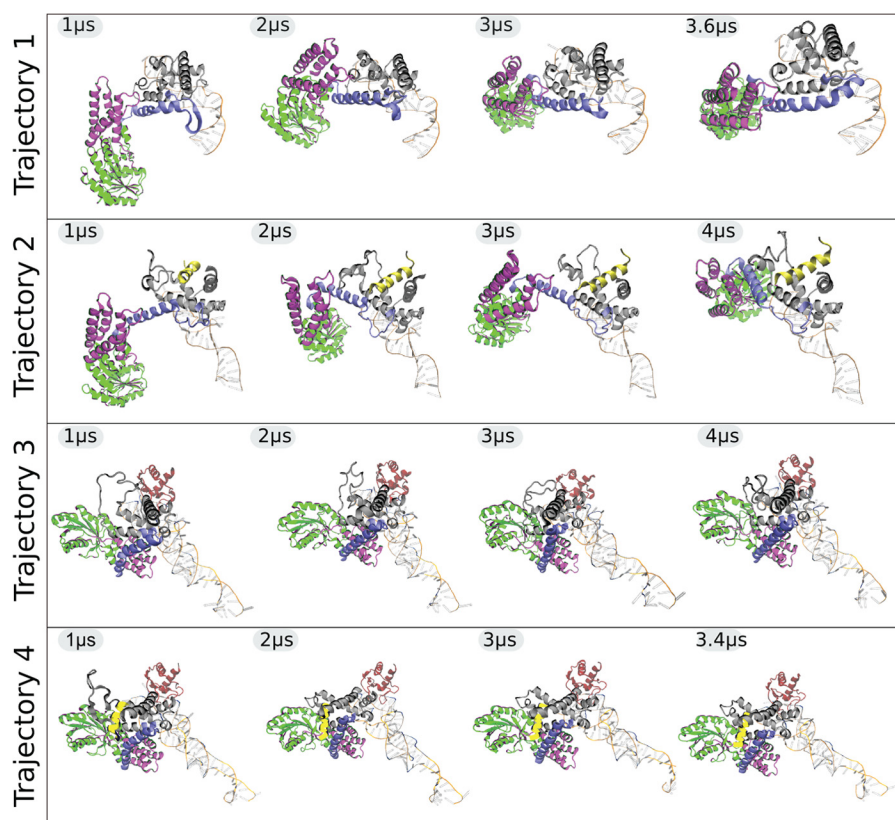 Trajectory 1
1µs
2µs
3µs
3.6µs
Trajectory 2
1µs
2µs
3µs
4µs
Trajectory 3
1µs
2µs
3µs
4µs
Trajectory 4
1µs
2µs
3µs
3.4µs